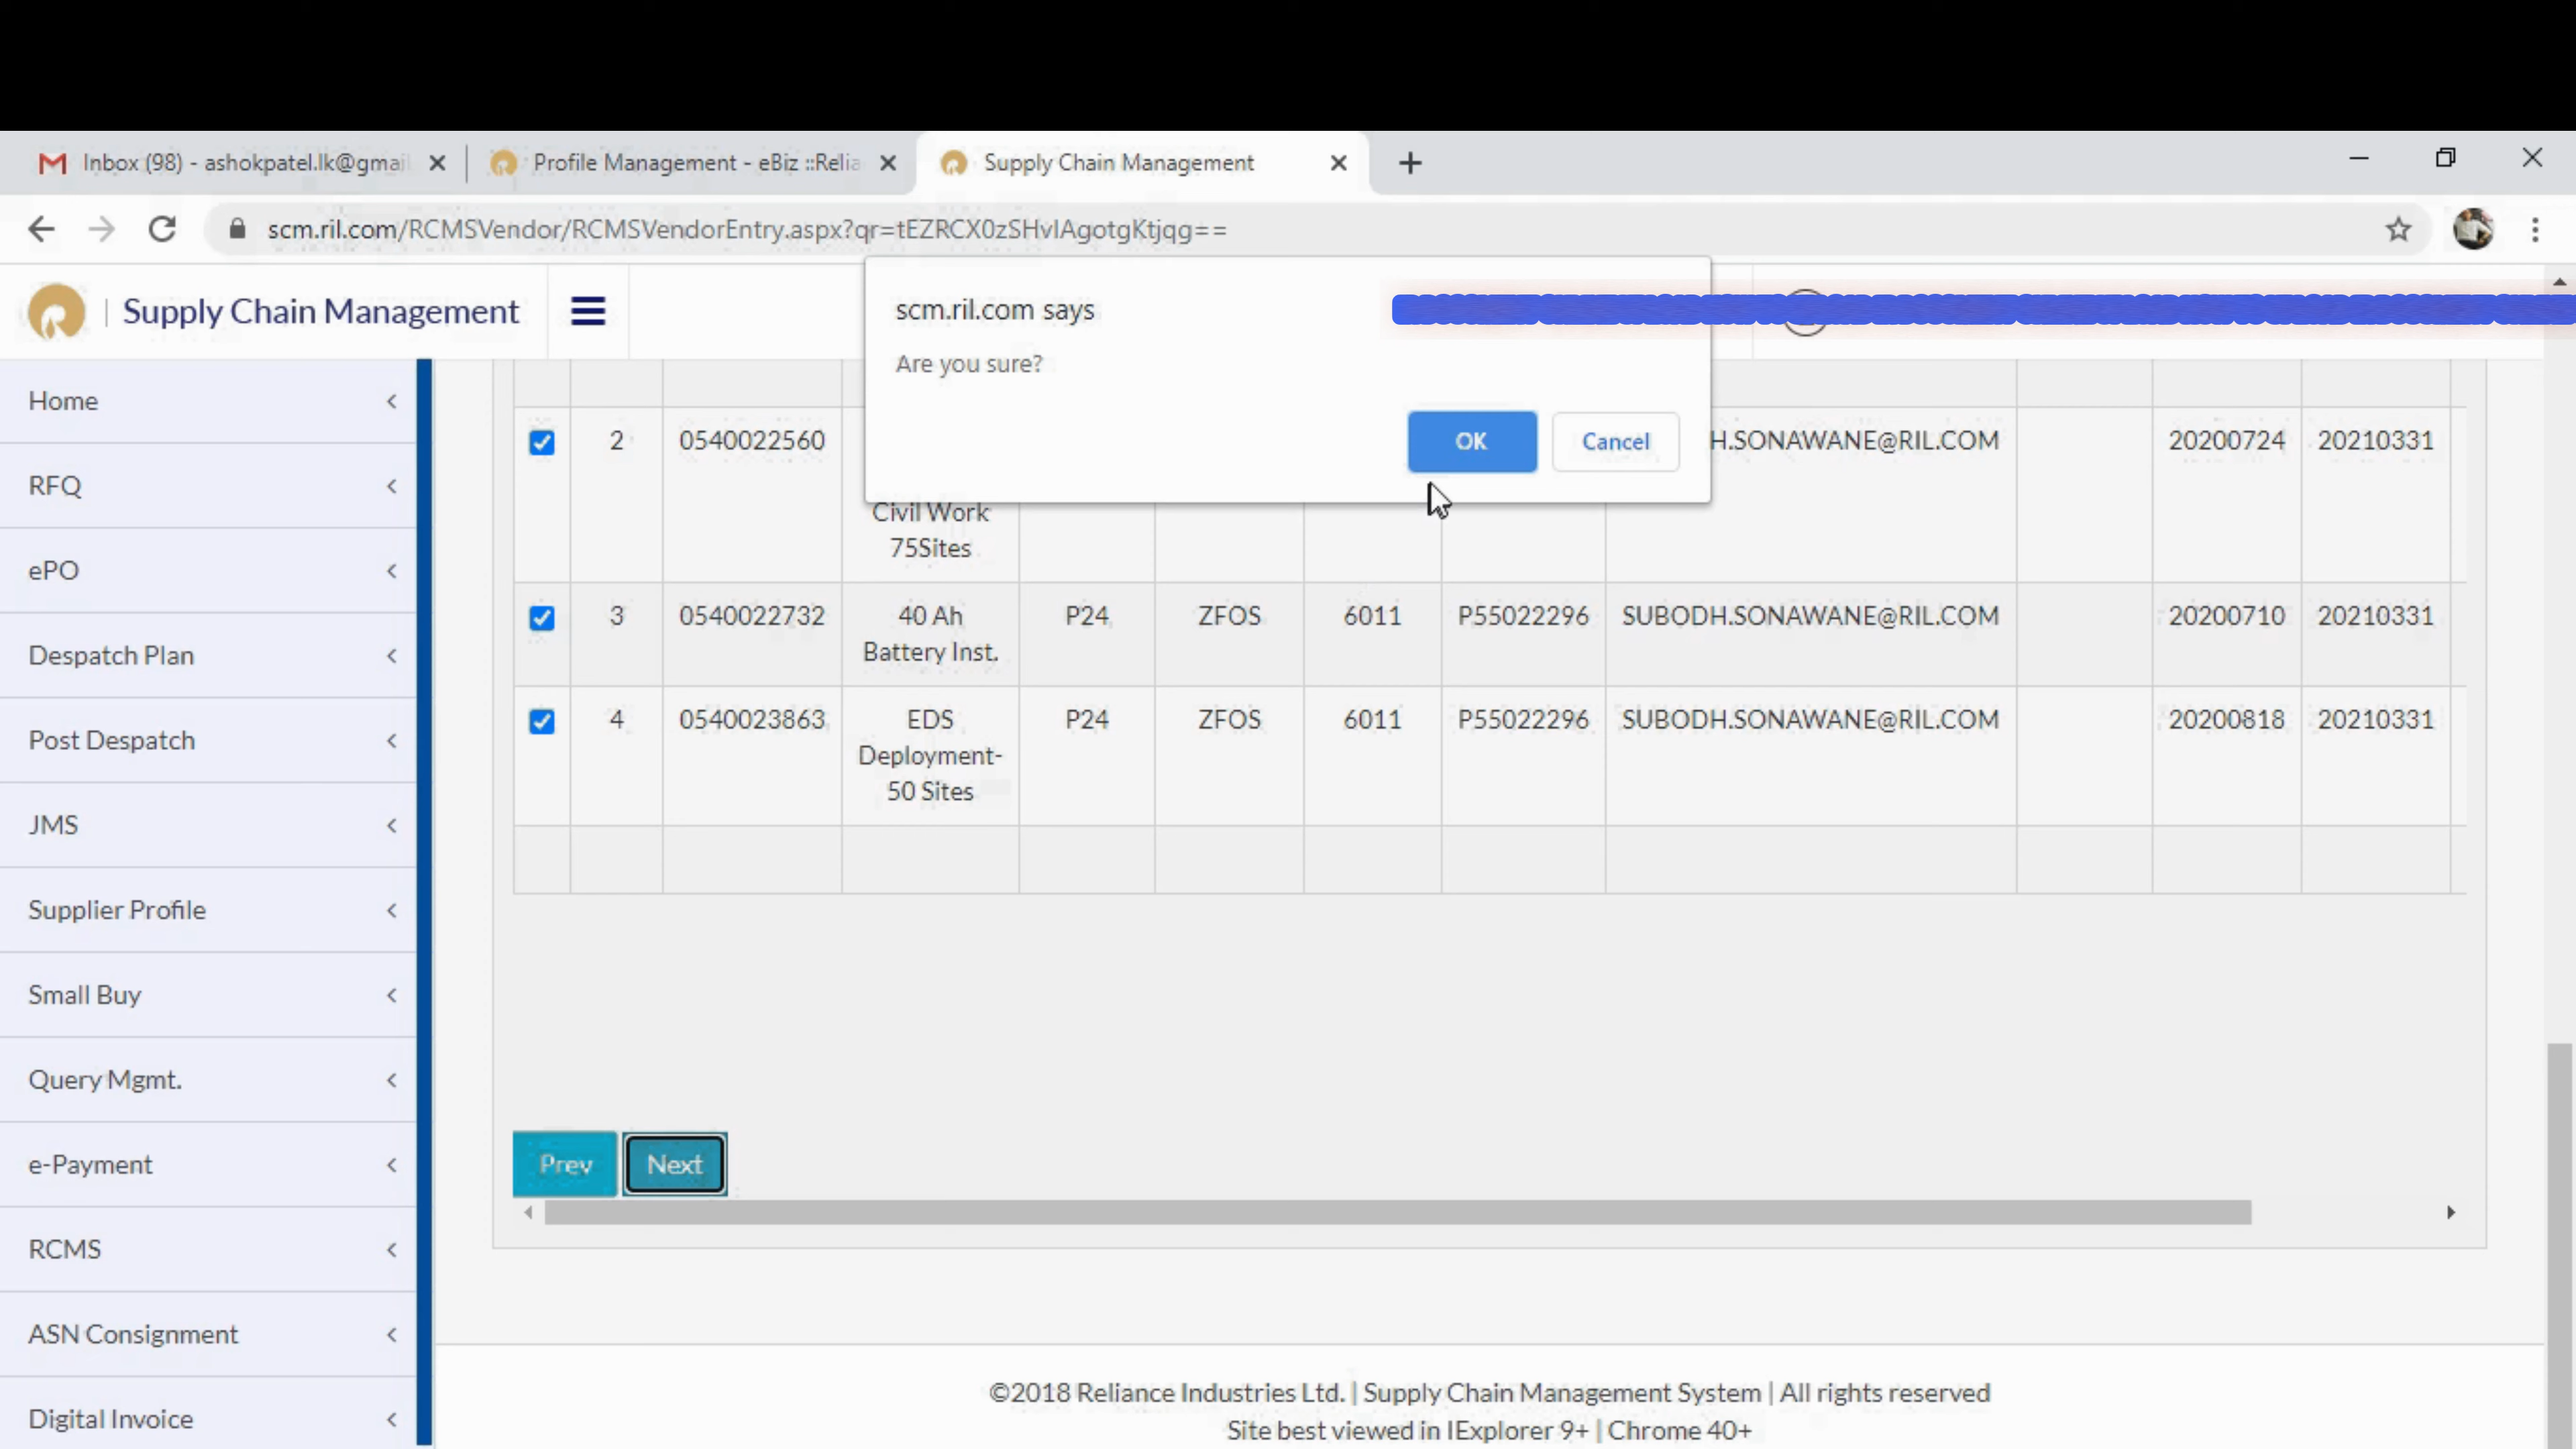 Inbox (98) - ashokpatel.lk@gmail
Profile Management - eBiz ::Relia
Supply Chain Management
scm.ril.com/RCMSVendor/RCMSVendorEntry.aspx?qr=tEZRCX0zSHvIAgotgKtjqg==
Supply Chain Management
scm.ril.com says
Are you sure?
OK
Cancel
Home
RFQ
ePO
Despatch Plan
Post Despatch
JMS
Supplier Profile
Small Buy
Query Mgmt.
e-Payment
RCMS
ASN Consignment
Digital Invoice
2 0540022560 H.SONAWANE@RIL.COM 20200724 20210331
Civil Work
75Sites
3 0540022732 40 Ah P24 ZFOS 6011 P55022296 SUBODH.SONAWANE@RIL.COM 20200710 20210331
Battery Inst.
4 0540023863 EDS P24 ZFOS 6011 P55022296 SUBODH.SONAWANE@RIL.COM 20200818 20210331
Deployment-
50 Sites
Prev Next
©2018 Reliance Industries Ltd. | Supply Chain Management System | All rights reserved
Site best viewed in IExplorer 9+ | Chrome 40+